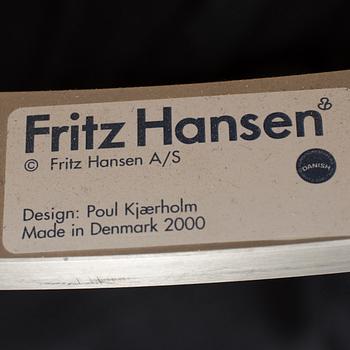 Fritz Hansen
© Fritz Hansen A/S
DANISH
Design: Poul Kjærholm
Made in Denmark 2000